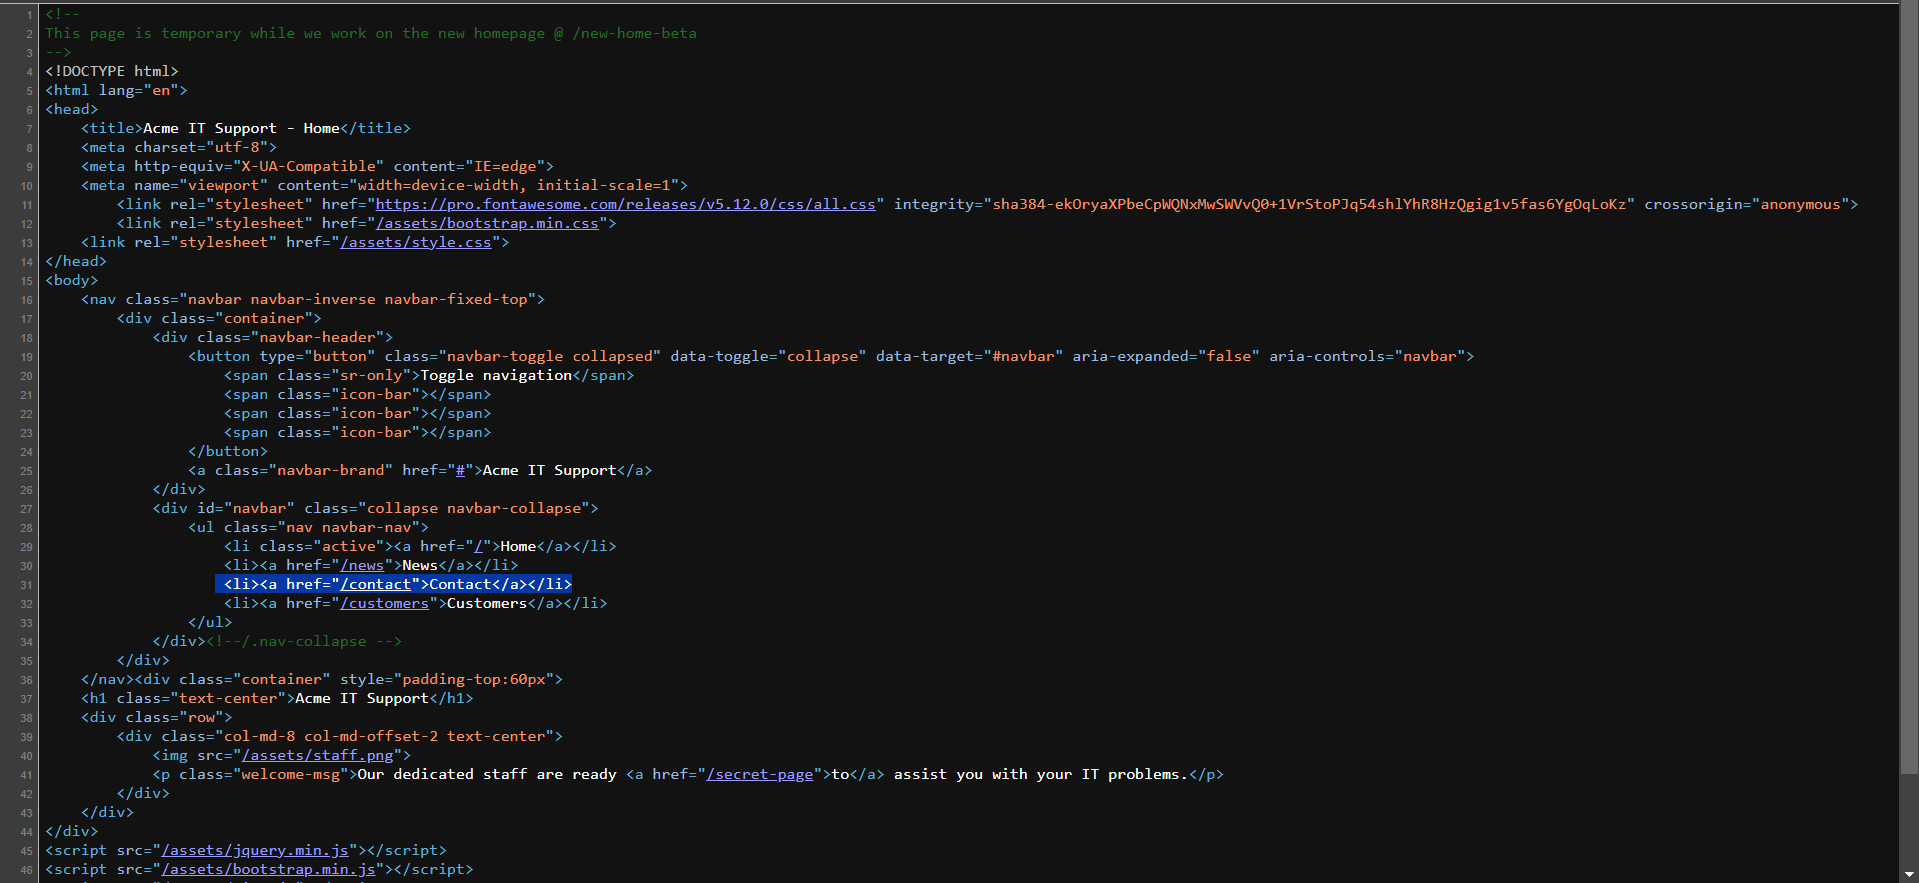 1 <!--
2 This page is temporary while we work on the new homepage @ /new-home-beta
3 -->
4 <!DOCTYPE html>
5 <html lang="en">
6 <head>
7     <title>Acme IT Support - Home</title>
8     <meta charset="utf-8">
9     <meta http-equiv="X-UA-Compatible" content="IE=edge">
10     <meta name="viewport" content="width=device-width, initial-scale=1">
11         <link rel="stylesheet" href="https://pro.fontawesome.com/releases/v5.12.0/css/all.css" integrity="sha384-ekOryaXPbeCpWQNxMwSWVvQ0+1VrStoPJq54shlYhR8HzQgig1v5fas6YgOqLoKz" crossorigin="anonymous">
12         <link rel="stylesheet" href="/assets/bootstrap.min.css">
13     <link rel="stylesheet" href="/assets/style.css">
14 </head>
15 <body>
16     <nav class="navbar navbar-inverse navbar-fixed-top">
17         <div class="container">
18             <div class="navbar-header">
19                 <button type="button" class="navbar-toggle collapsed" data-toggle="collapse" data-target="#navbar" aria-expanded="false" aria-controls="navbar">
20                     <span class="sr-only">Toggle navigation</span>
21                     <span class="icon-bar"></span>
22                     <span class="icon-bar"></span>
23                     <span class="icon-bar"></span>
24                 </button>
25                 <a class="navbar-brand" href="#">Acme IT Support</a>
26             </div>
27             <div id="navbar" class="collapse navbar-collapse">
28                 <ul class="nav navbar-nav">
29                     <li class="active"><a href="/">Home</a></li>
30                     <li><a href="/news">News</a></li>
31                     <li><a href="/contact">Contact</a></li>
32                     <li><a href="/customers">Customers</a></li>
33                 </ul>
34             </div><!--/.nav-collapse -->
35         </div>
36     </nav><div class="container" style="padding-top:60px">
37     <h1 class="text-center">Acme IT Support</h1>
38     <div class="row">
39         <div class="col-md-8 col-md-offset-2 text-center">
40             <img src="/assets/staff.png">
41             <p class="welcome-msg">Our dedicated staff are ready <a href="/secret-page">to</a> assist you with your IT problems.</p>
42         </div>
43     </div>
44 </div>
45 <script src="/assets/jquery.min.js"></script>
46 <script src="/assets/bootstrap.min.js"></script>